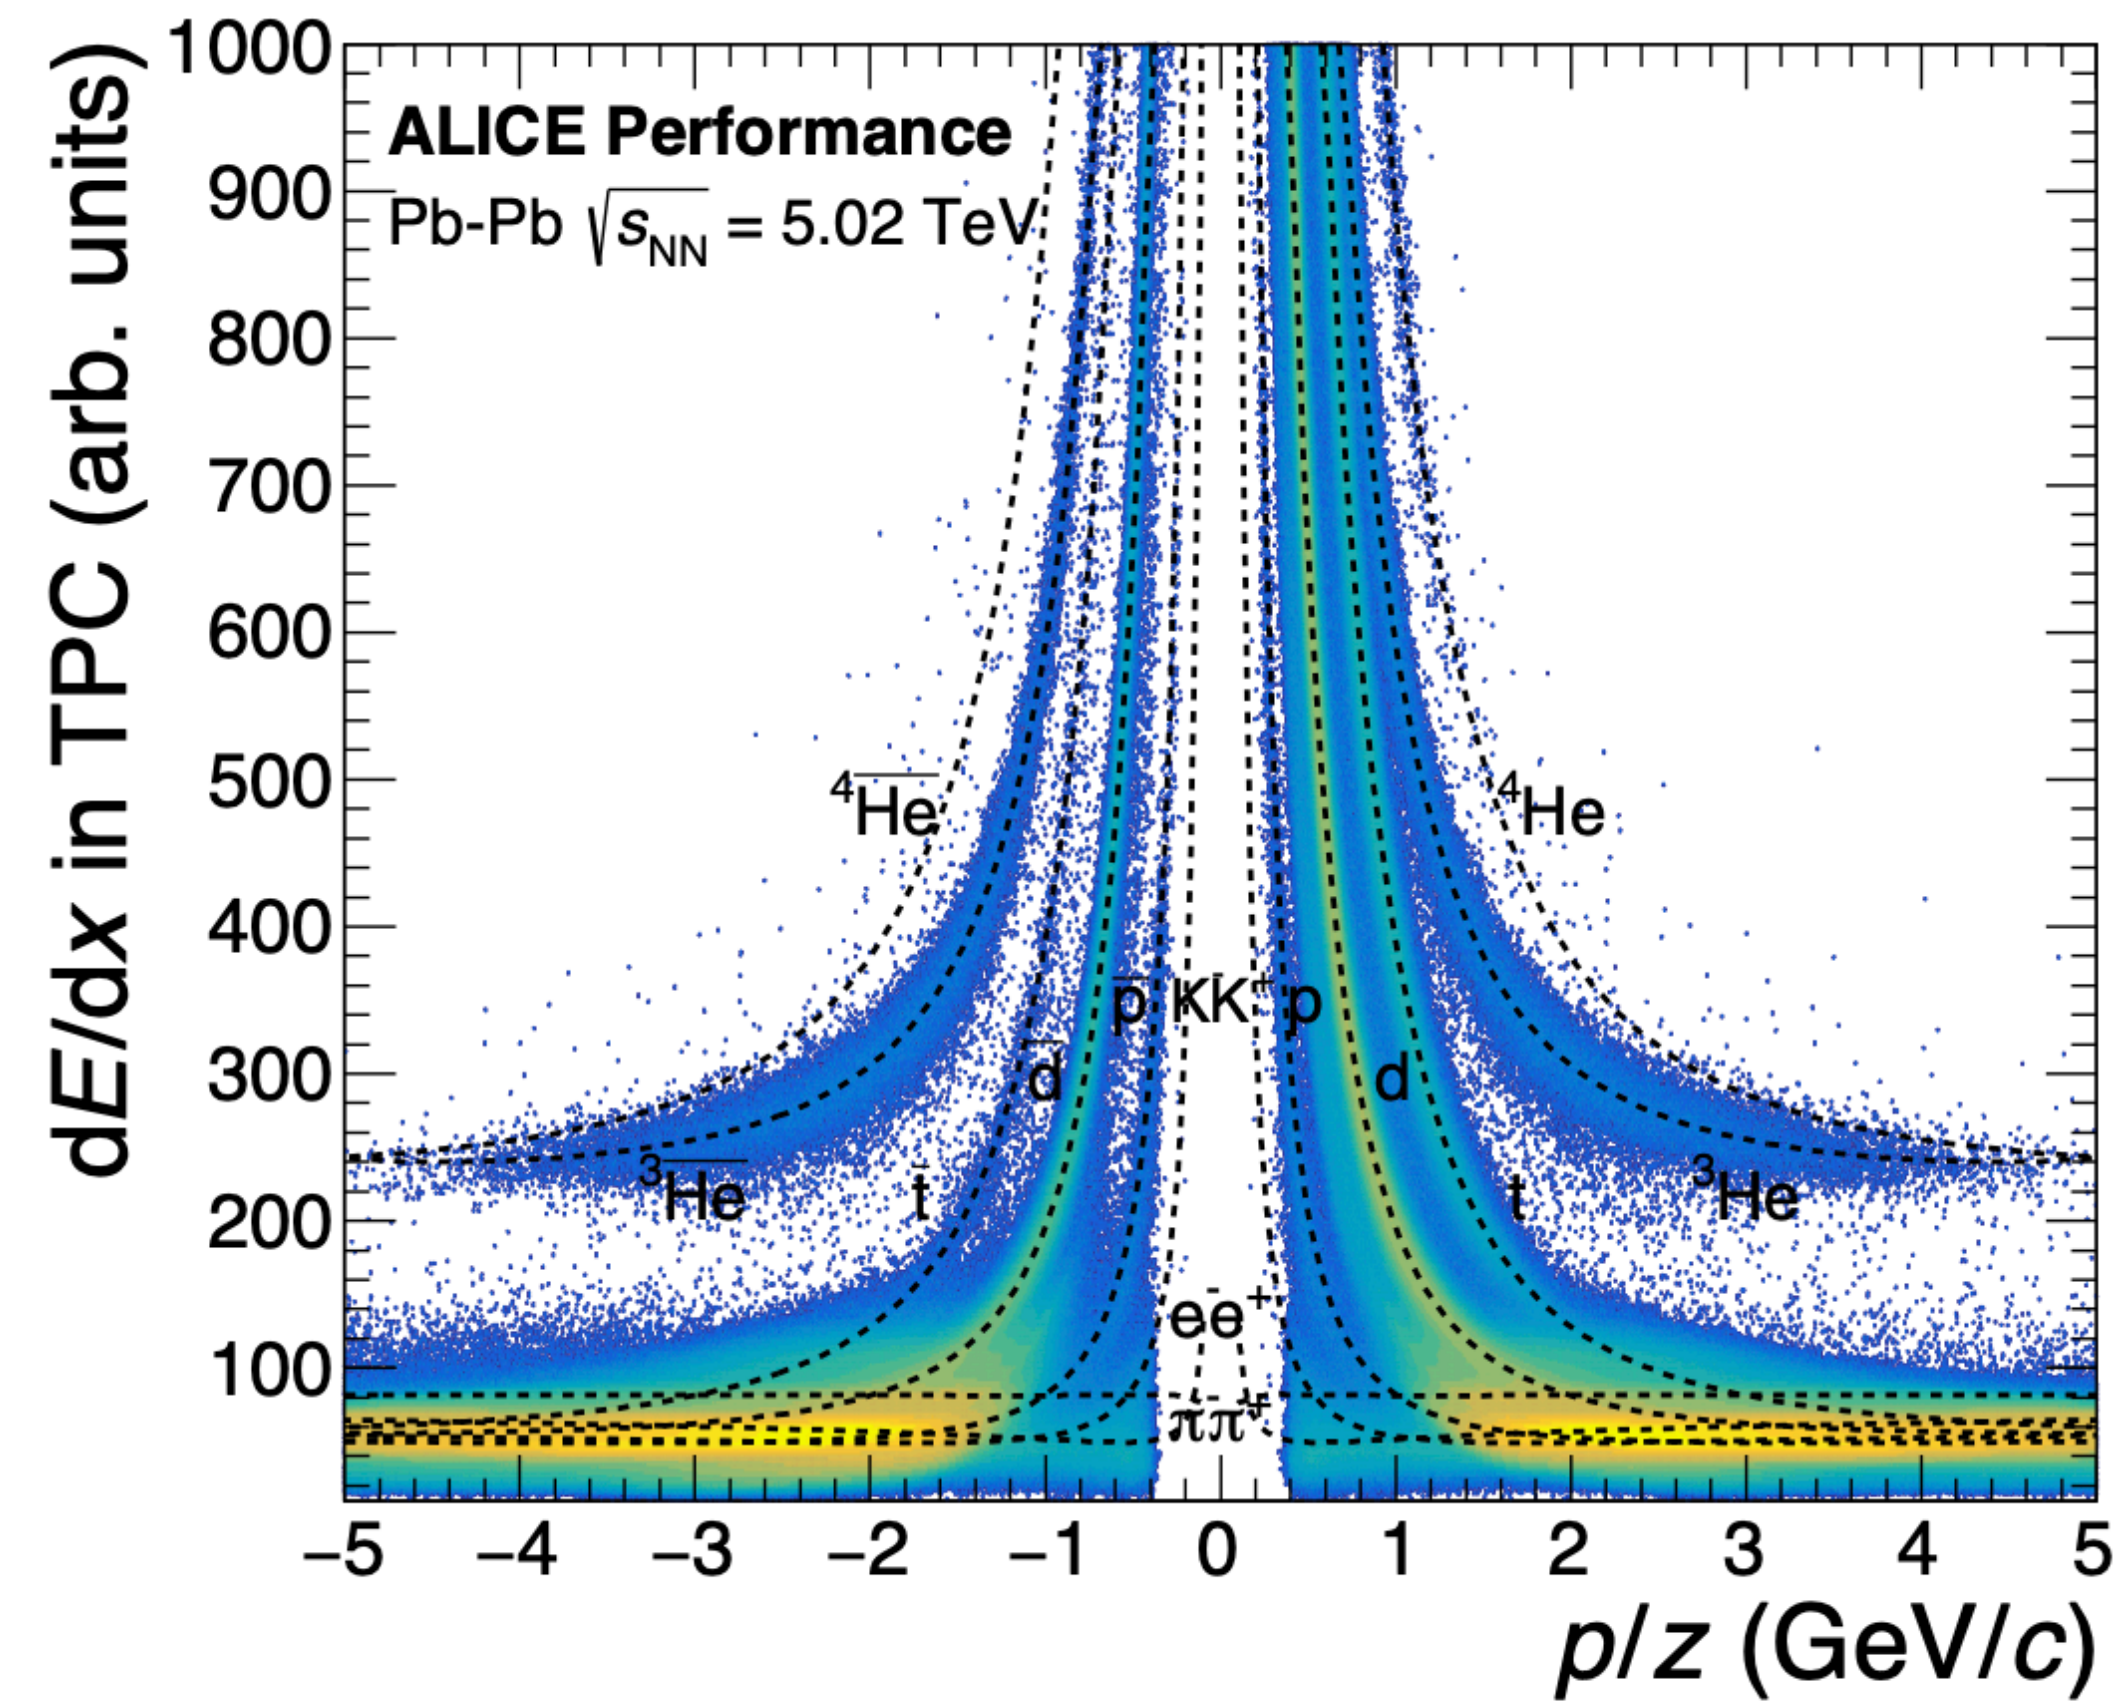 dE/dx in TPC (arb. units)
1000
900
800
700
600
500
400
300
200
100
ALICE Performance
Pb-Pb √sNN = 5.02 TeV
⁴H̅e̅
⁴He
p̅ K⁻ K⁺ p
d̅
d
³H̅e̅
t̅
t
³He
e⁻ e⁺
π⁻ π⁺
−5 −4 −3 −2 −1 0 1 2 3 4 5
p/z (GeV/c)